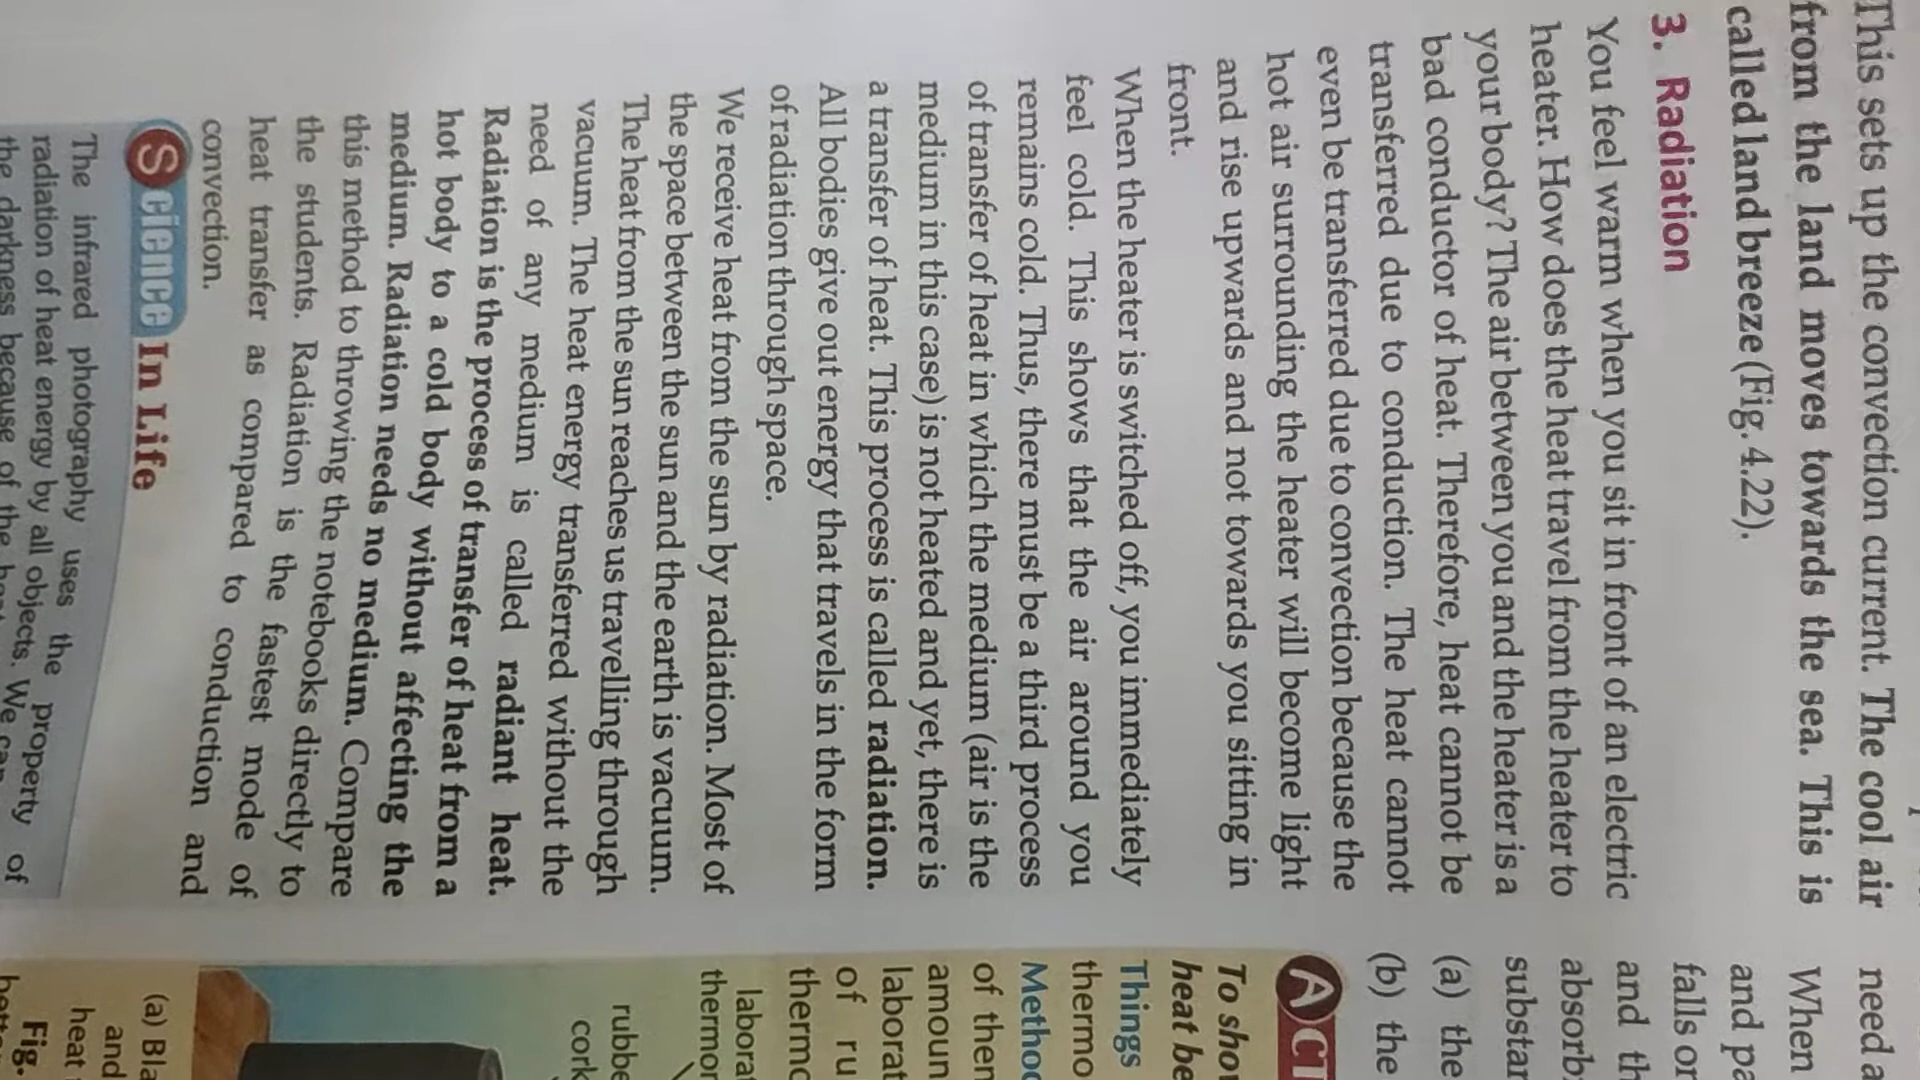 This sets up the convection current. The cool air
from the land moves towards the sea. This is
called land breeze (Fig. 4.22).
3. Radiation
You feel warm when you sit in front of an electric
heater. How does the heat travel from the heater to
your body? The air between you and the heater is a
bad conductor of heat. Therefore, heat cannot be
transferred due to conduction. The heat cannot
even be transferred due to convection because the
hot air surrounding the heater will become light
and rise upwards and not towards you sitting in
front.
When the heater is switched off, you immediately
feel cold. This shows that the air around you
remains cold. Thus, there must be a third process
of transfer of heat in which the medium (air is the
medium in this case) is not heated and yet, there is
a transfer of heat. This process is called radiation.
All bodies give out energy that travels in the form
of radiation through space.
We receive heat from the sun by radiation. Most of
the space between the sun and the earth is vacuum.
The heat from the sun reaches us travelling through
vacuum. The heat energy transferred without the
need of any medium is called radiant heat.
Radiation is the process of transfer of heat from a
hot body to a cold body without affecting the
medium. Radiation needs no medium. Compare
this method to throwing the notebooks directly to
the students. Radiation is the fastest mode of
heat transfer as compared to conduction and
convection.
Science In Life
The infrared photography uses the property of
radiation of heat energy by all objects. We can
the darkness because of the
need a
When
and pa
falls or
and th
absorb
substan
(a) the
(b) the
ACT
To show
heat be
Things
thermo
Method
of then
amoun
laborat
of ru
thermo
laborat
thermor
rubbe
cork
(a) Bla
and
heat
Fig.